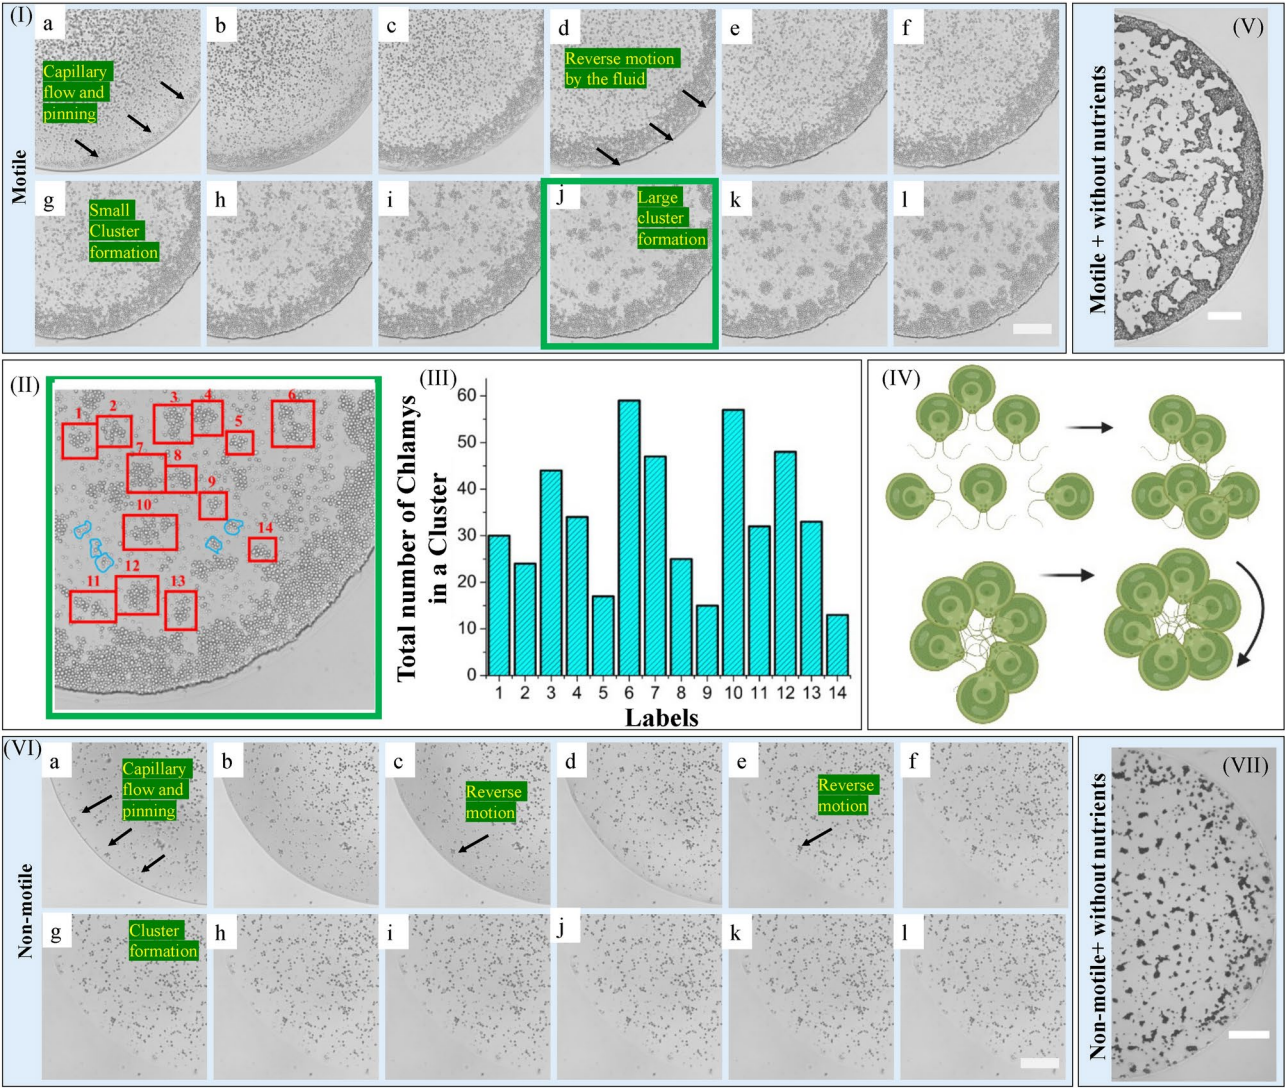 (I)
Motile
a
Capillary
flow and
pinning
b
c
d
Reverse motion
by the fluid
e
f
g
Small
Cluster
formation
h
i
j
Large
cluster
formation
k
l
(V)
Motile + without nutrients
(II)
1
2
3
4
5
6
7
8
9
10
11
12
13
14
(III)
Total number of Chlamys
in a Cluster
60
50
40
30
20
10
0
1 2 3 4 5 6 7 8 9 10 11 12 13 14
Labels
(IV)
(VI)
Non-motile
a
Capillary
flow and
pinning
b
c
Reverse
motion
d
e
Reverse
motion
f
g
Cluster
formation
h
i
j
k
l
(VII)
Non-motile+ without nutrients